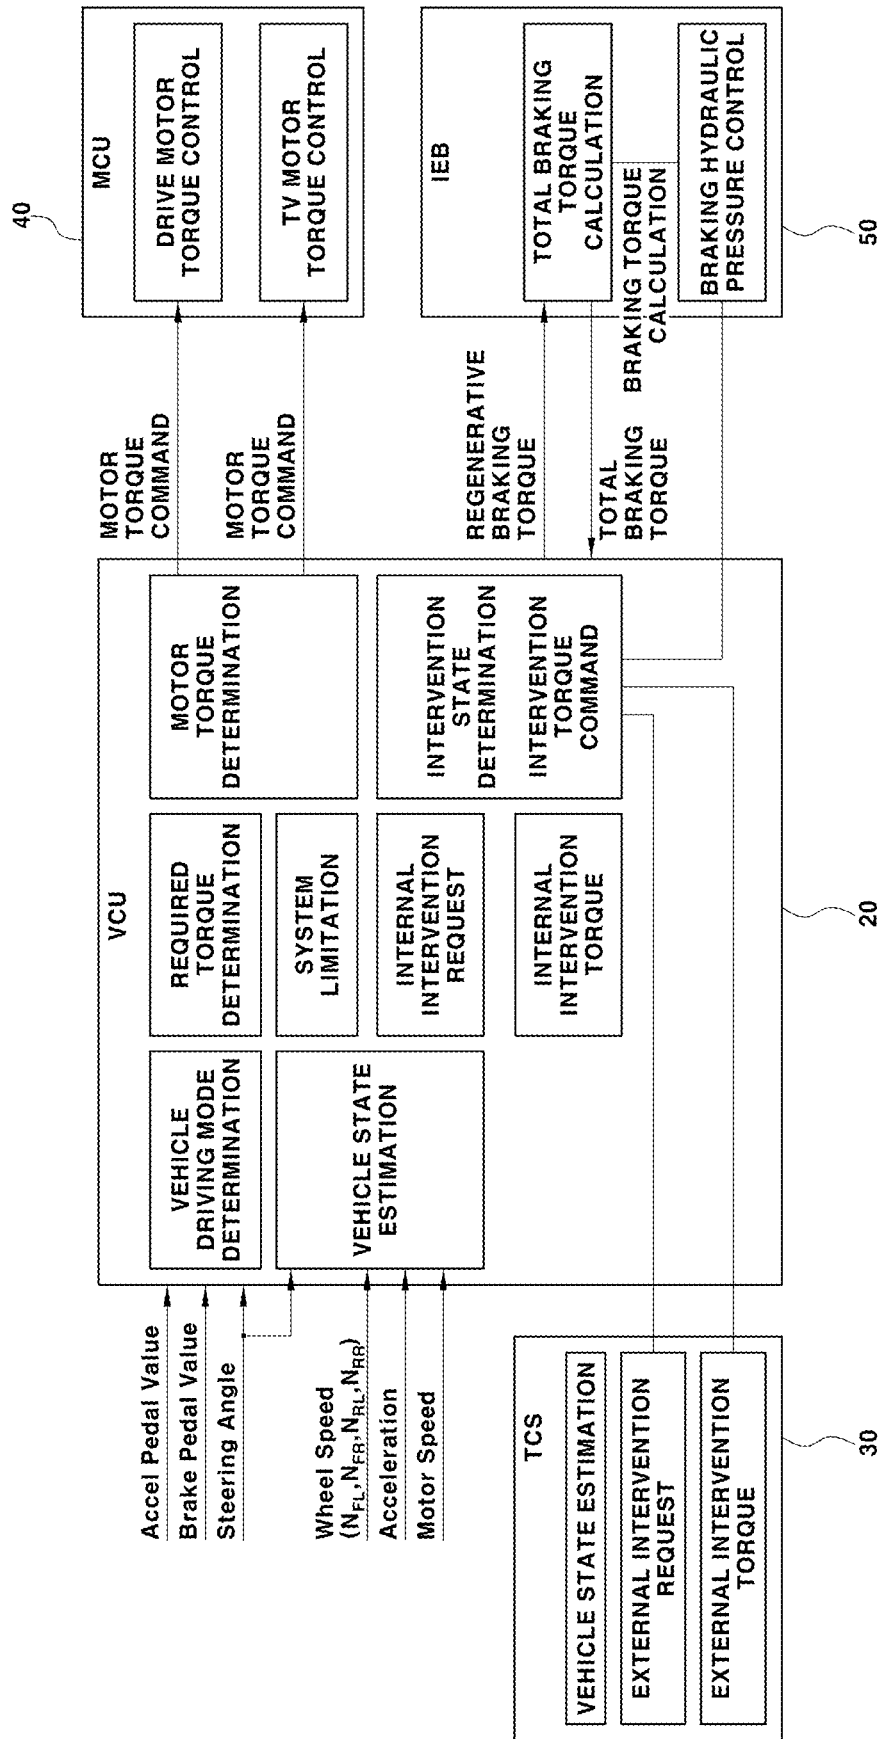 Accel Pedal Value
Brake Pedal Value
Steering Angle
Wheel Speed
(N_FL,N_FR,N_RL,N_RR)
Acceleration
Motor Speed
TCS
VEHICLE STATE ESTIMATION
EXTERNAL INTERVENTION
REQUEST
EXTERNAL INTERVENTION
TORQUE
30
VCU
VEHICLE
DRIVING MODE
DETERMINATION
VEHICLE STATE
ESTIMATION
REQUIRED
TORQUE
DETERMINATION
SYSTEM
LIMITATION
INTERNAL
INTERVENTION
REQUEST
INTERNAL
INTERVENTION
TORQUE
MOTOR
TORQUE
DETERMINATION
INTERVENTION
STATE
DETERMINATION
INTERVENTION
TORQUE
COMMAND
20
MOTOR
TORQUE
COMMAND
MOTOR
TORQUE
COMMAND
REGENERATIVE
BRAKING
TORQUE
TOTAL
BRAKING
TORQUE
40
MCU
DRIVE MOTOR
TORQUE CONTROL
TV MOTOR
TORQUE CONTROL
IEB
TOTAL BRAKING
TORQUE
CALCULATION
BRAKING TORQUE
CALCULATION
BRAKING HYDRAULIC
PRESSURE CONTROL
50